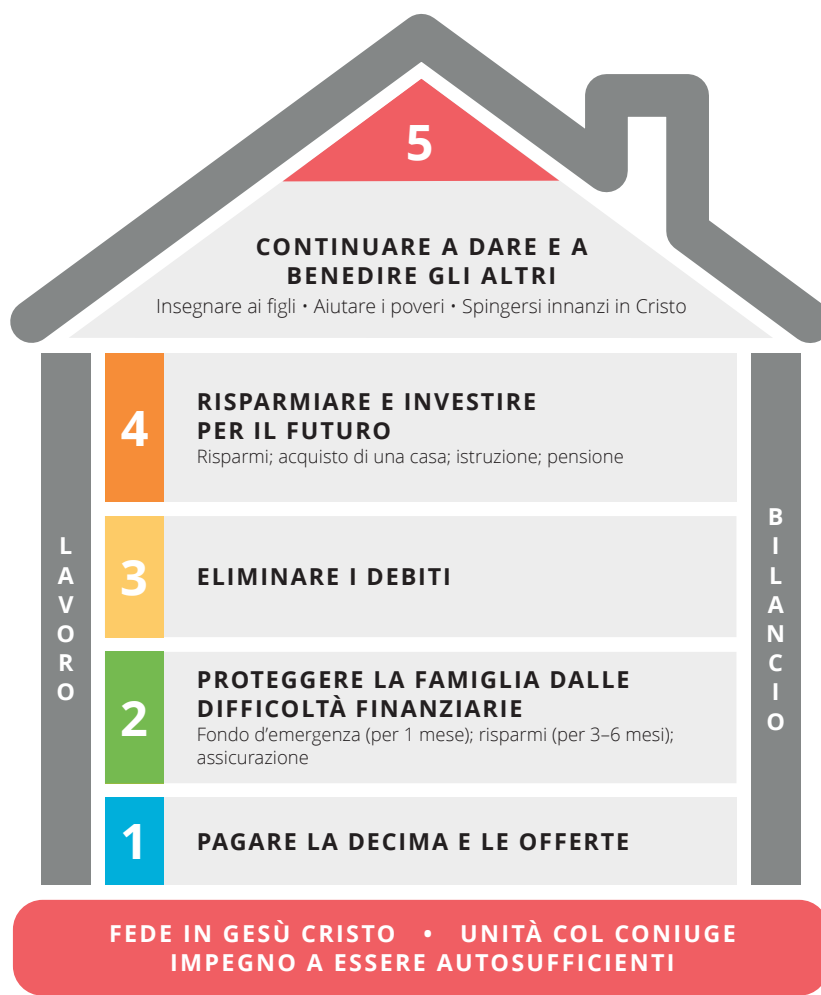 5
CONTINUARE A DARE E A
BENEDIRE GLI ALTRI
Insegnare ai figli • Aiutare i poveri • Spingersi innanzi in Cristo
LAVORO
4
RISPARMIARE E INVESTIRE
PER IL FUTURO
Risparmi; acquisto di una casa; istruzione; pensione
3
ELIMINARE I DEBITI
2
PROTEGGERE LA FAMIGLIA DALLE
DIFFICOLTÀ FINANZIARIE
Fondo d’emergenza (per 1 mese); risparmi (per 3–6 mesi);
assicurazione
1
PAGARE LA DECIMA E LE OFFERTE
BILANCIO
FEDE IN GESÙ CRISTO • UNITÀ COL CONIUGE
IMPEGNO A ESSERE AUTOSUFFICIENTI